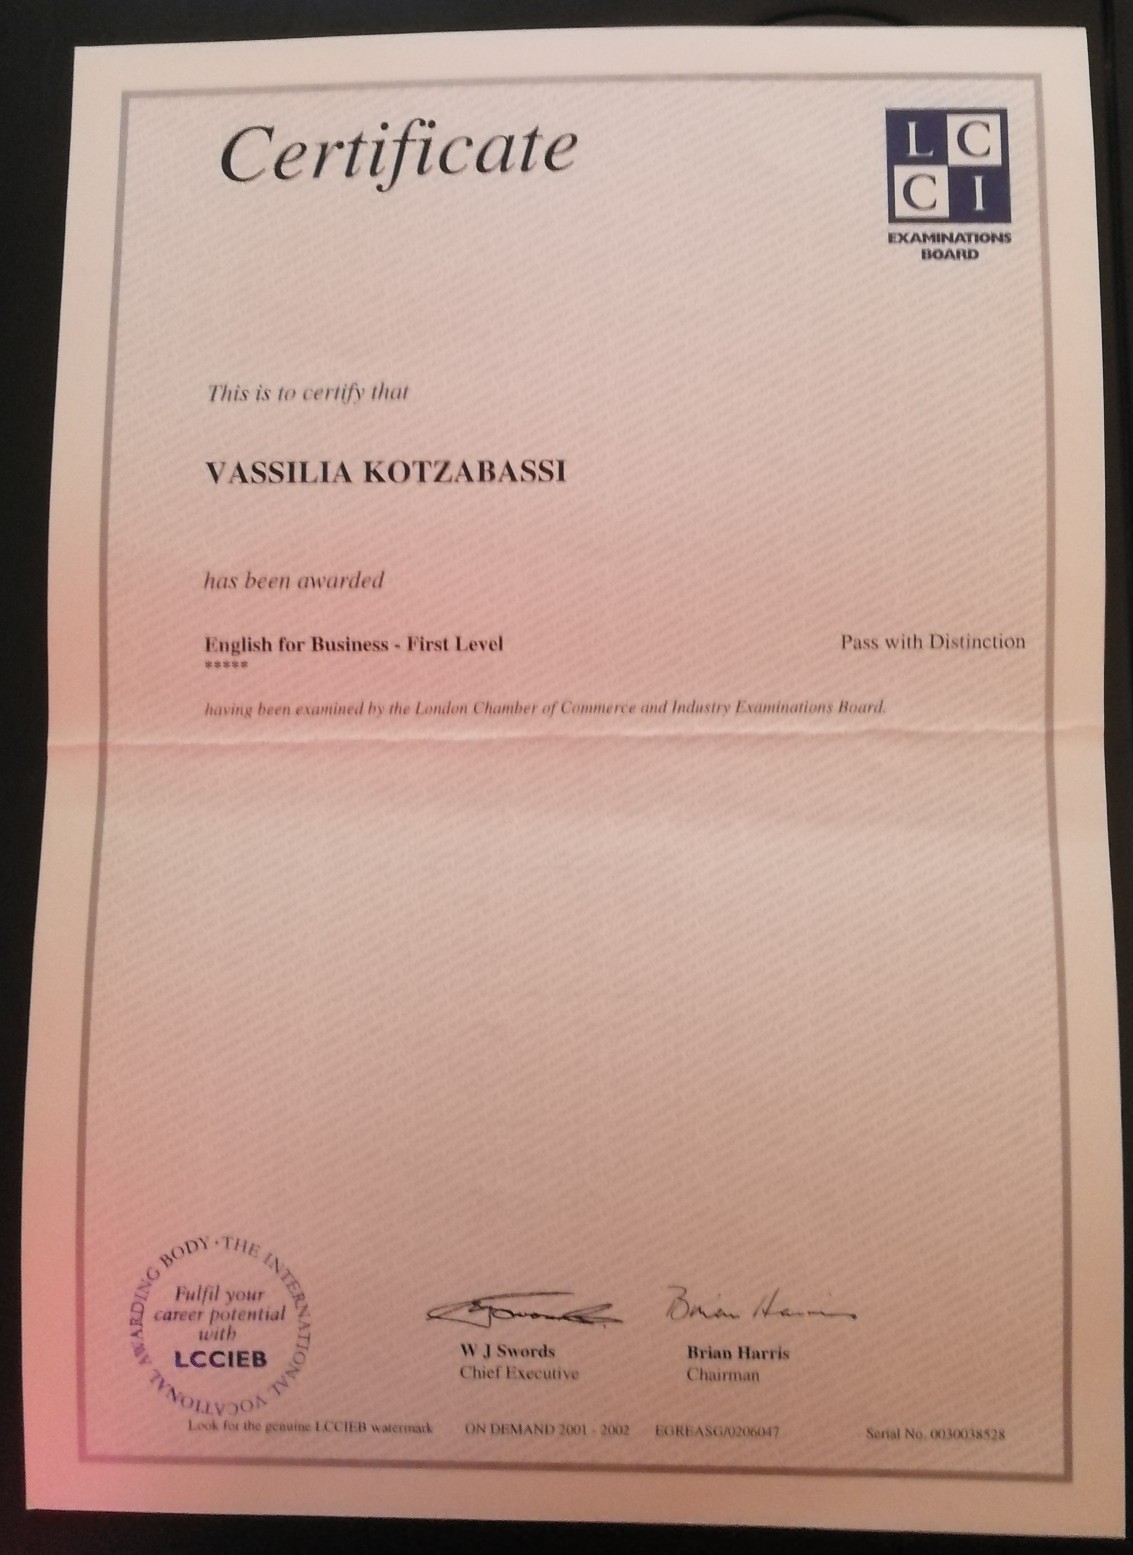 Certificate
L C
C I
EXAMINATIONS
BOARD
This is to certify that
VASSILIA KOTZABASSI
has been awarded
English for Business - First Level Pass with Distinction
*****
having been examined by the London Chamber of Commerce and Industry Examinations Board.
THE INTERNATIONAL VOCATIONAL AWARDING BODY ·
Fulfil your
career potential
with
LCCIEB
W J Swords
Chief Executive
Brian Harris
Brian Harris
Chairman
Look for the genuine LCCIEB watermark ON DEMAND 2001 - 2002 EGREASG/0206047 Serial No. 0030038528